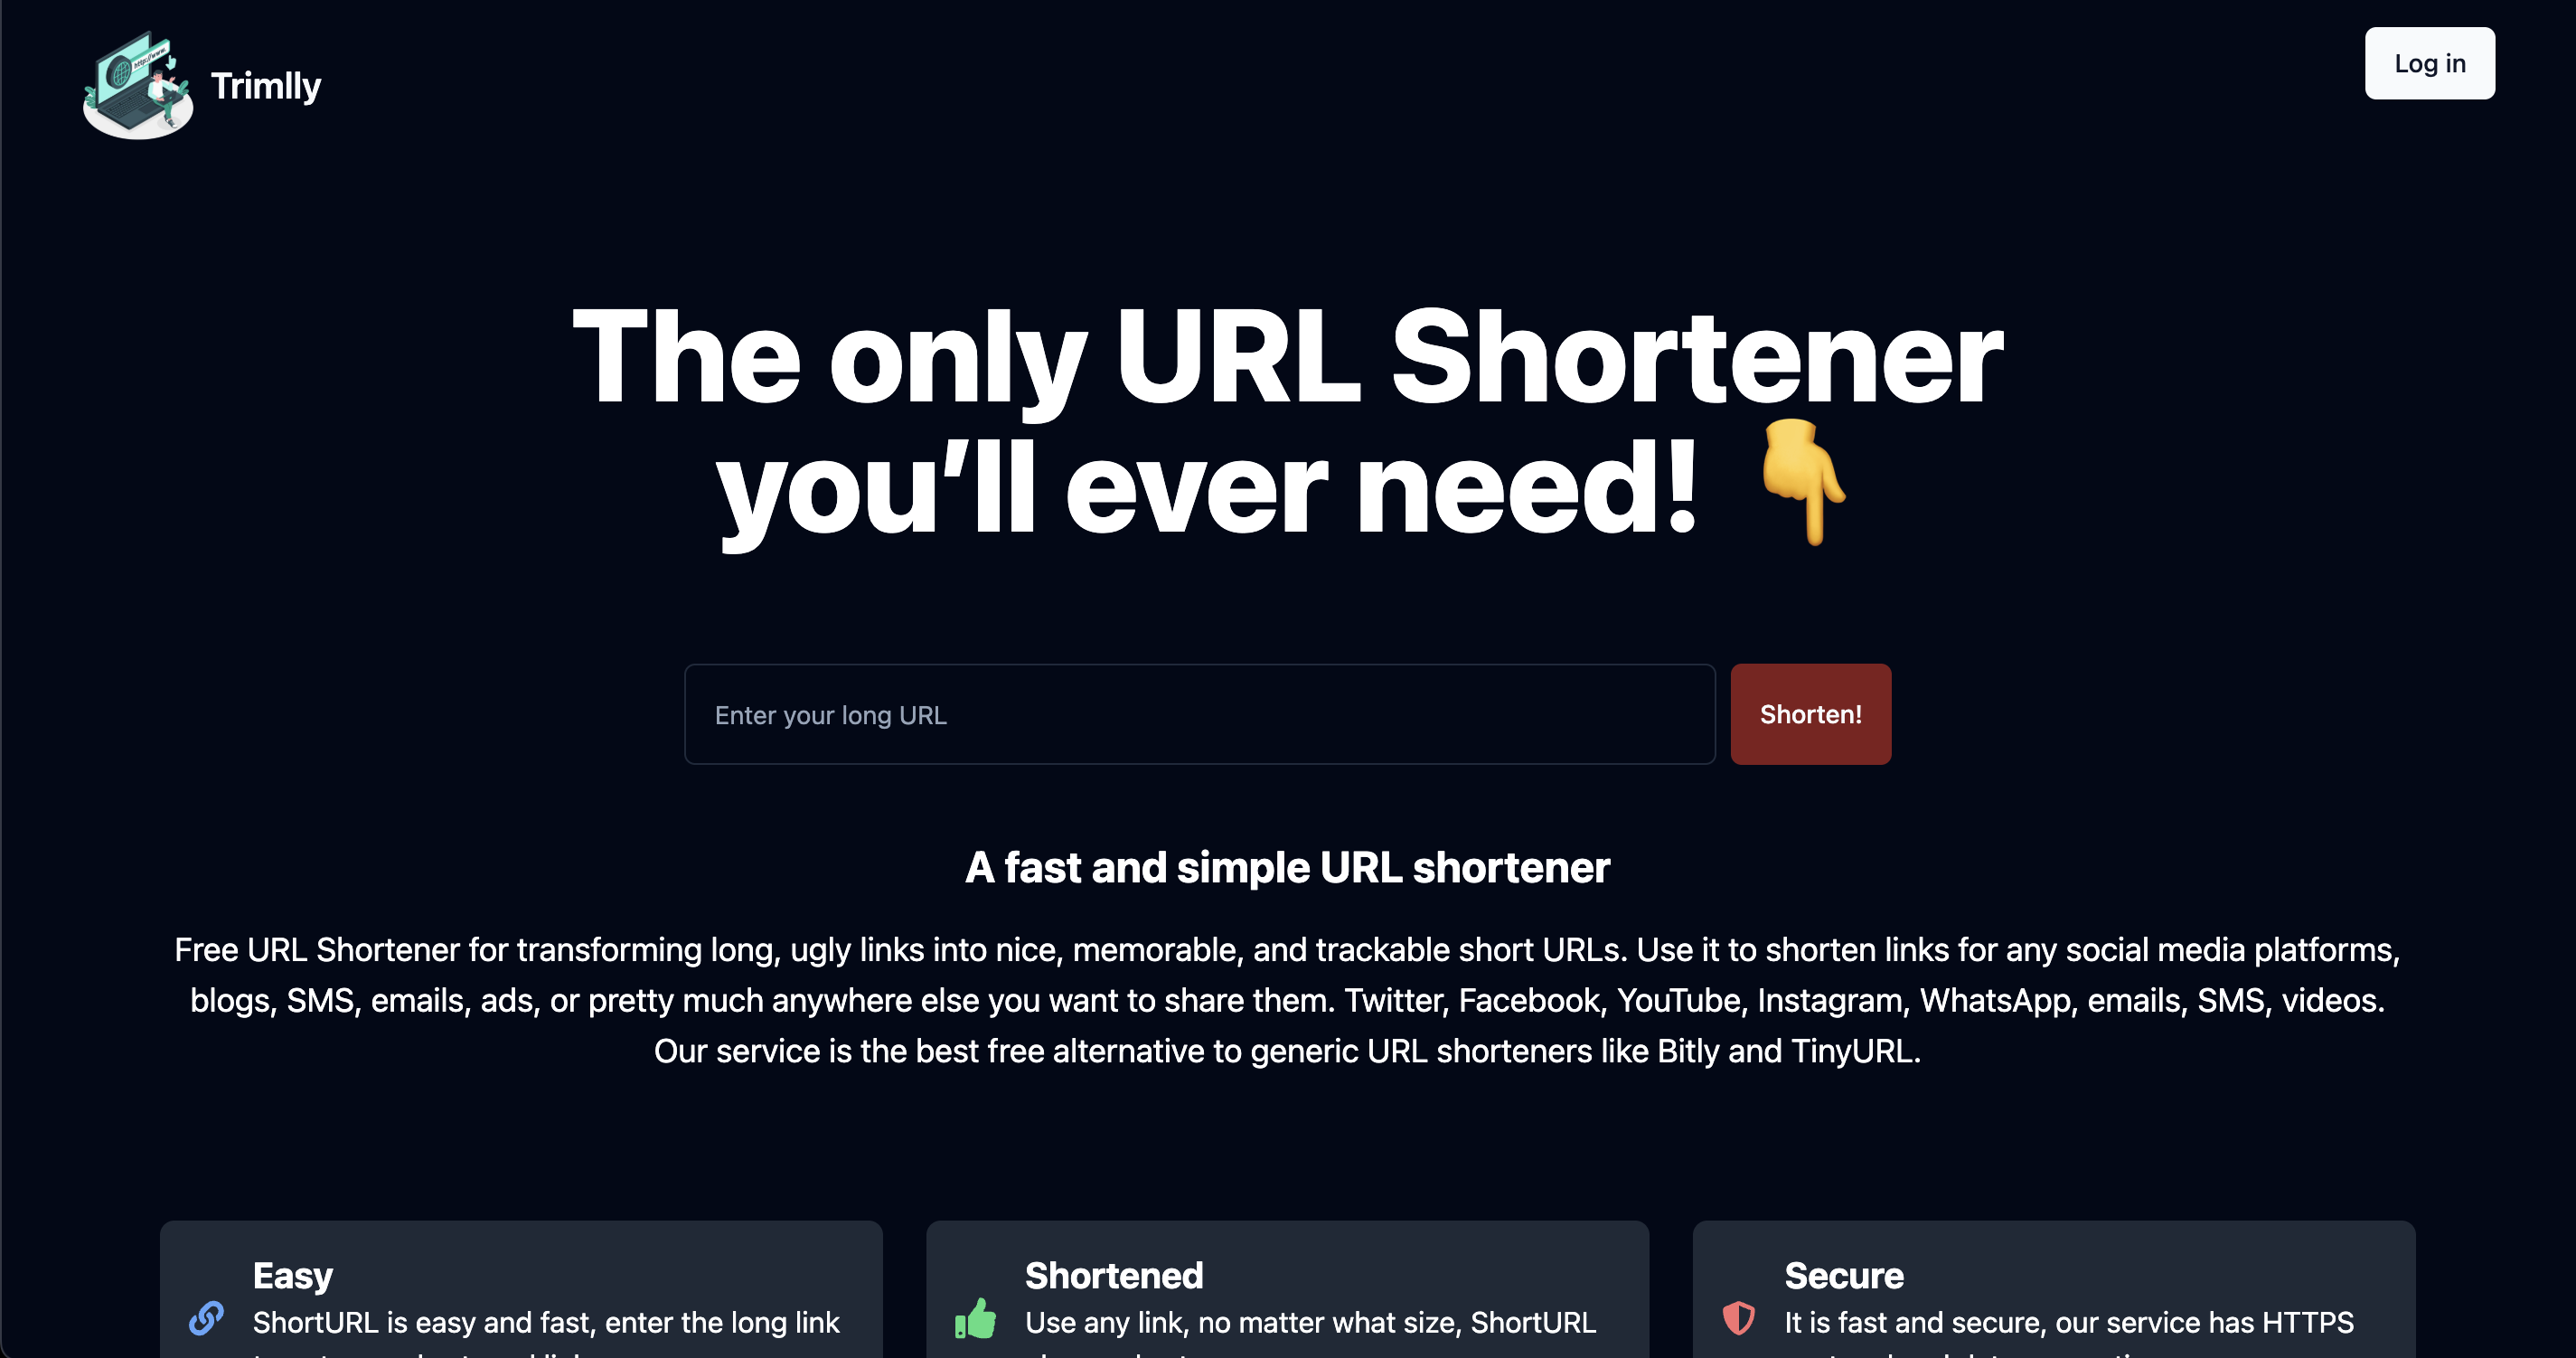 http://www.
Trimlly
Log in
The only URL Shortener
you’ll ever need! 👇
Enter your long URL
Shorten!
A fast and simple URL shortener
Free URL Shortener for transforming long, ugly links into nice, memorable, and trackable short URLs. Use it to shorten links for any social media platforms,
blogs, SMS, emails, ads, or pretty much anywhere else you want to share them. Twitter, Facebook, YouTube, Instagram, WhatsApp, emails, SMS, videos.
Our service is the best free alternative to generic URL shorteners like Bitly and TinyURL.
Easy
ShortURL is easy and fast, enter the long link
Shortened
Use any link, no matter what size, ShortURL
Secure
It is fast and secure, our service has HTTPS